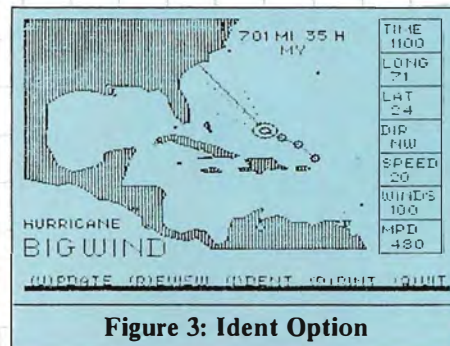 701 MI 35 H
MY
TIME
1100
LONG
71
LAT
24
DIR
NW
SPEED
20
WINDS
100
MPD
480
HURRICANE
BIGWIND
(U)PDATE (R)EVIEW (I)DENT (P)RINT (Q)UIT
Figure 3: Ident Option